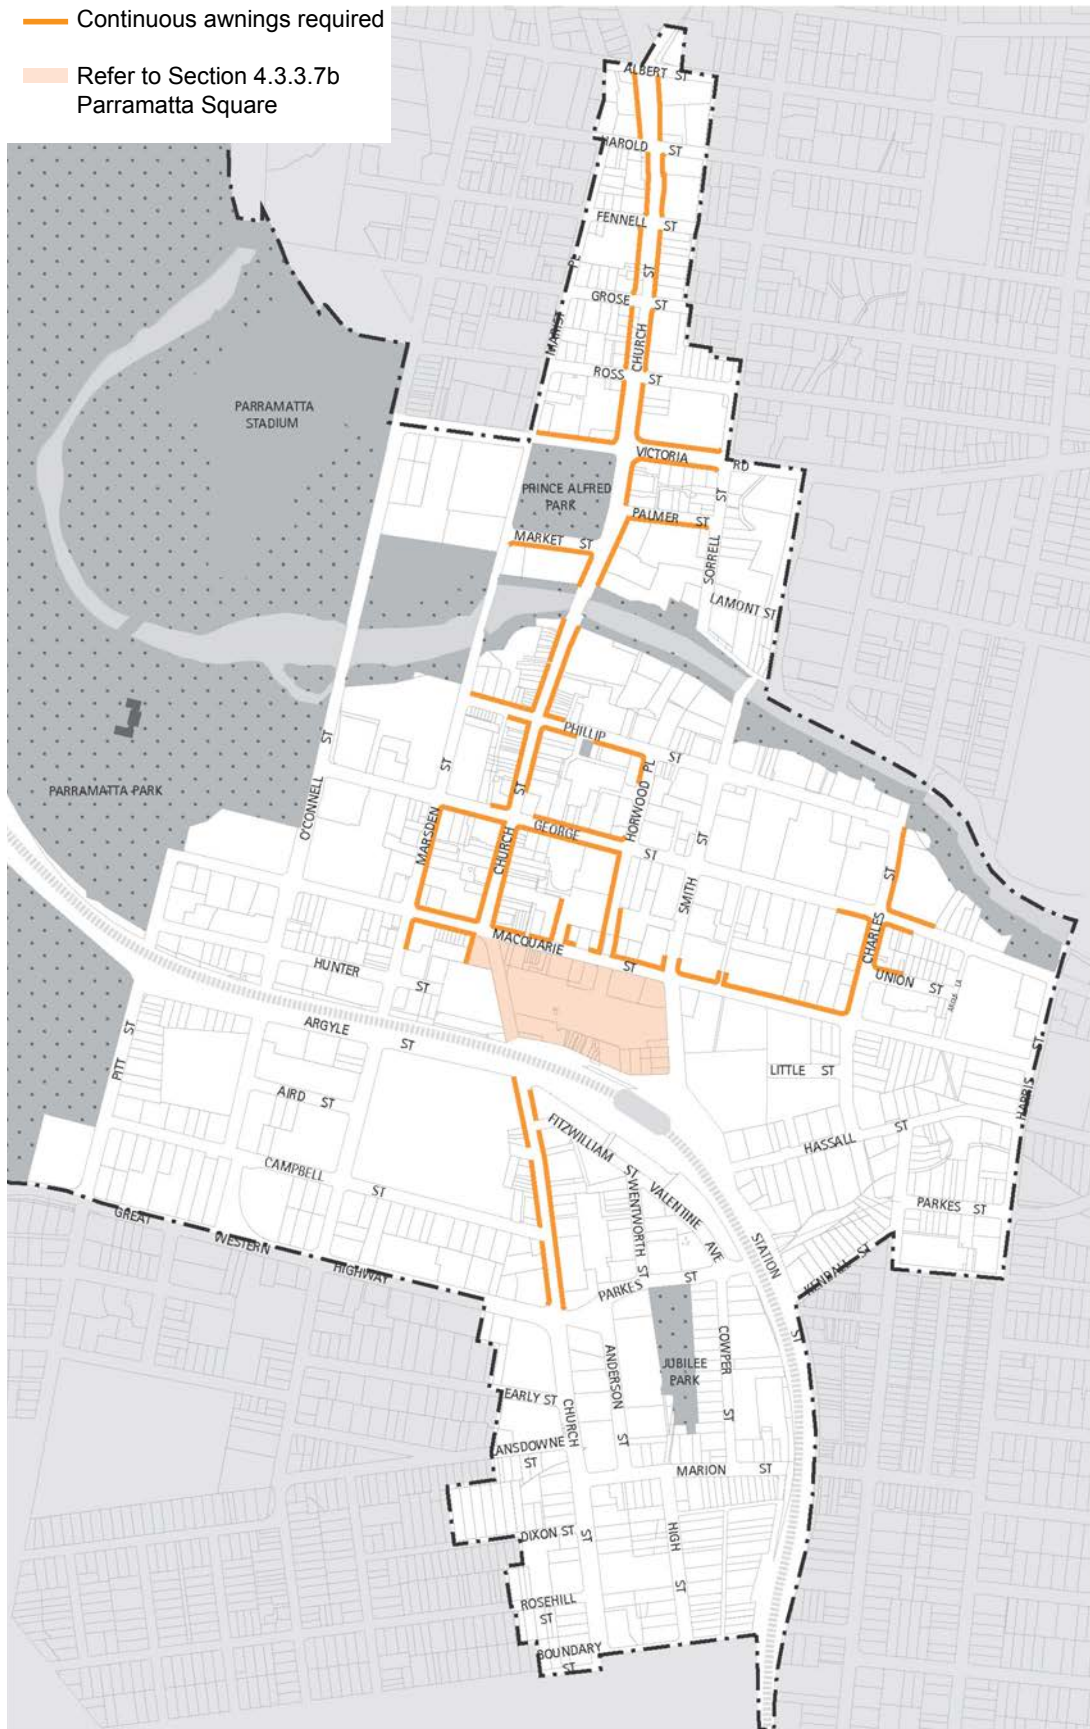 Continuous awnings required
Refer to Section 4.3.3.7b
Parramatta Square
ALBERT ST
HAROLD ST
FENNELL ST
PL
ST
GROSE ST
MARIST
CHURCH
ROSS ST
PARRAMATTA
STADIUM
VICTORIA RD
PRINCE ALFRED
PARK
ST
PALMER ST
MARKET ST
SORRELL
LAMONT ST
PHILLIP ST
ST
ST
PARRAMATTA PARK
O'CONNELL
ST
HORWOOD PL
MARSDEN
CHURCH
GEORGE ST
ST
SMITH
ST
CHARLES
MACQUARIE ST
HUNTER ST
UNION ST
ARGYLE ST
PITT ST
LITTLE ST
HARRIS ST
AIRD ST
FITZWILLIAM ST
HASSALL ST
CAMPBELL ST
WENTWORTH ST
VALENTINE AVE
PARKES ST
GREAT WESTERN HIGHWAY
STATION ST
KENDALL ST
PARKES ST
JUBILEE
PARK
COWPER ST
ANDERSON ST
EARLY ST
CHURCH ST
LANSDOWNE
ST
MARION ST
DIXON ST
HIGH ST
ROSEHILL
ST
BOUNDARY
ST